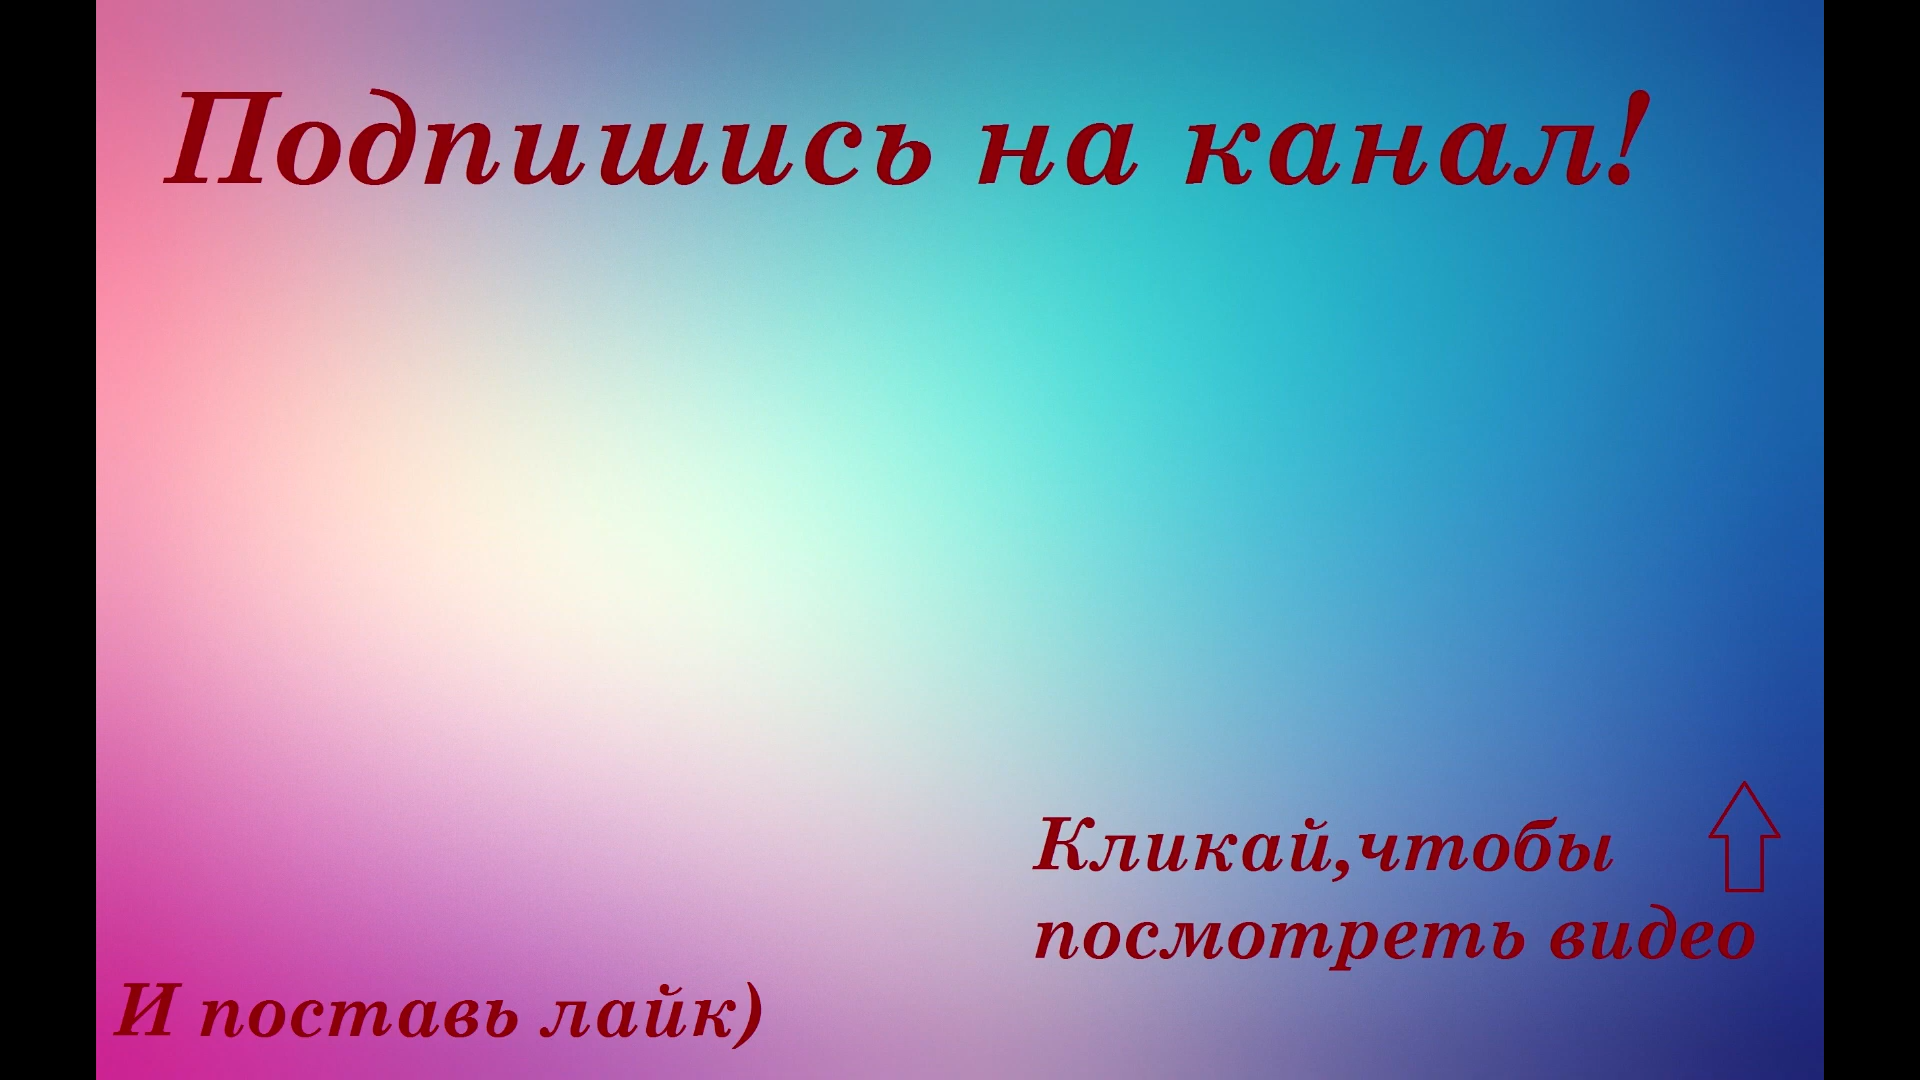 Подпишись на канал!
Кликай,чтобы
посмотреть видео
И поставь лайк)